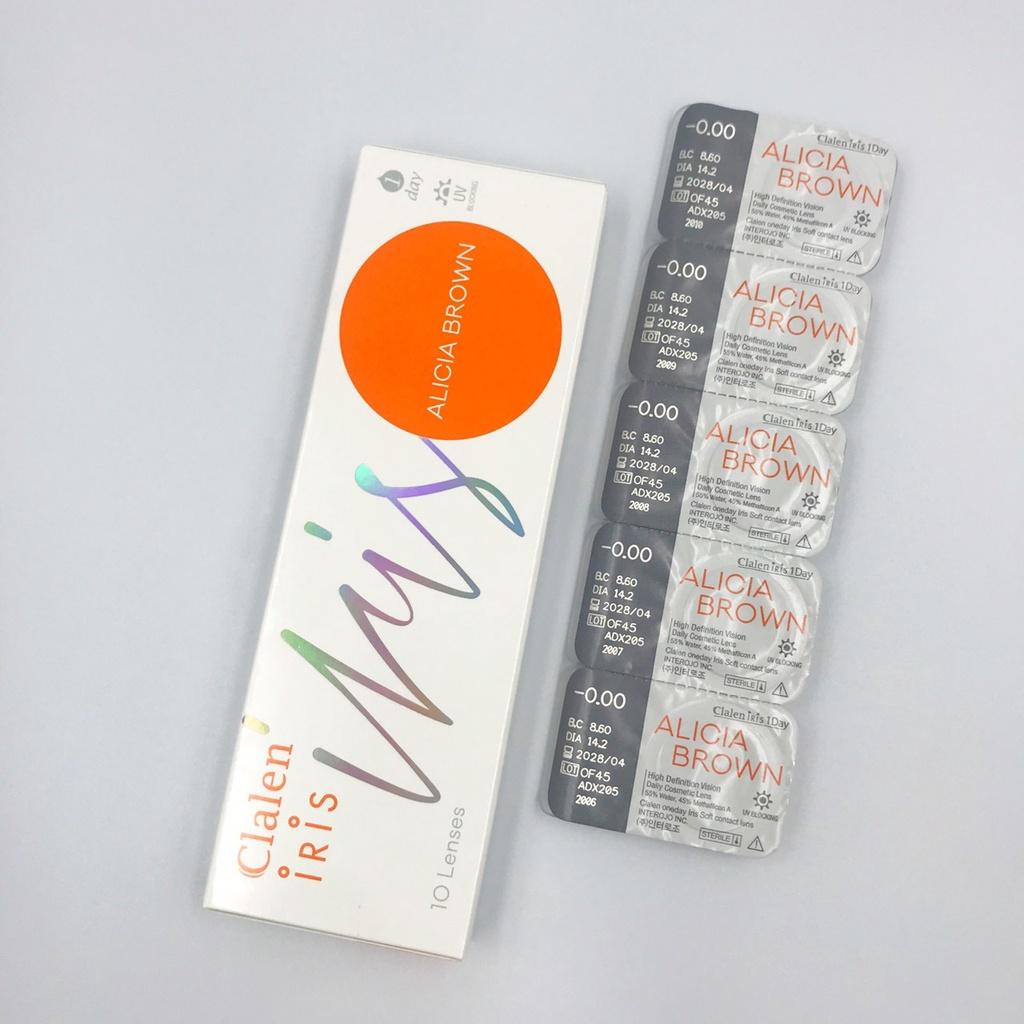 1
day
UV
BLOCKING
ALICIA BROWN
iris
Clalen
iRiS
10 Lenses
-0.00
B.C 8.60
DIA 14.2
2028/04
LOT OF45
ADX205
2010
Clalen iRis 1Day
ALICIA
BROWN
High Definition Vision
Daily Cosmetic Lens
55% Water, 45% Methafilcon A
Clalen oneday Iris Soft contact lens
INTEROJO INC.
(주)인터로조
UV BLOCKING
STERILE
-0.00
B.C 8.60
DIA 14.2
2028/04
LOT OF45
ADX205
2009
Clalen iRis 1Day
ALICIA
BROWN
High Definition Vision
Daily Cosmetic Lens
55% Water, 45% Methafilcon A
Clalen oneday Iris Soft contact lens
INTEROJO INC.
(주)인터로조
UV BLOCKING
STERILE
-0.00
B.C 8.60
DIA 14.2
2028/04
LOT OF45
ADX205
2008
Clalen iRis 1Day
ALICIA
BROWN
High Definition Vision
Daily Cosmetic Lens
55% Water, 45% Methafilcon A
Clalen oneday Iris Soft contact lens
INTEROJO INC.
(주)인터로조
UV BLOCKING
STERILE
-0.00
B.C 8.60
DIA 14.2
2028/04
LOT OF45
ADX205
2007
Clalen iRis 1Day
ALICIA
BROWN
High Definition Vision
Daily Cosmetic Lens
55% Water, 45% Methafilcon A
Clalen oneday Iris Soft contact lens
INTEROJO INC.
(주)인터로조
UV BLOCKING
STERILE
-0.00
B.C 8.60
DIA 14.2
2028/04
LOT OF45
ADX205
2006
Clalen iRis 1Day
ALICIA
BROWN
High Definition Vision
Daily Cosmetic Lens
55% Water, 45% Methafilcon A
Clalen oneday Iris Soft contact lens
INTEROJO INC.
(주)인터로조
UV BLOCKING
STERILE